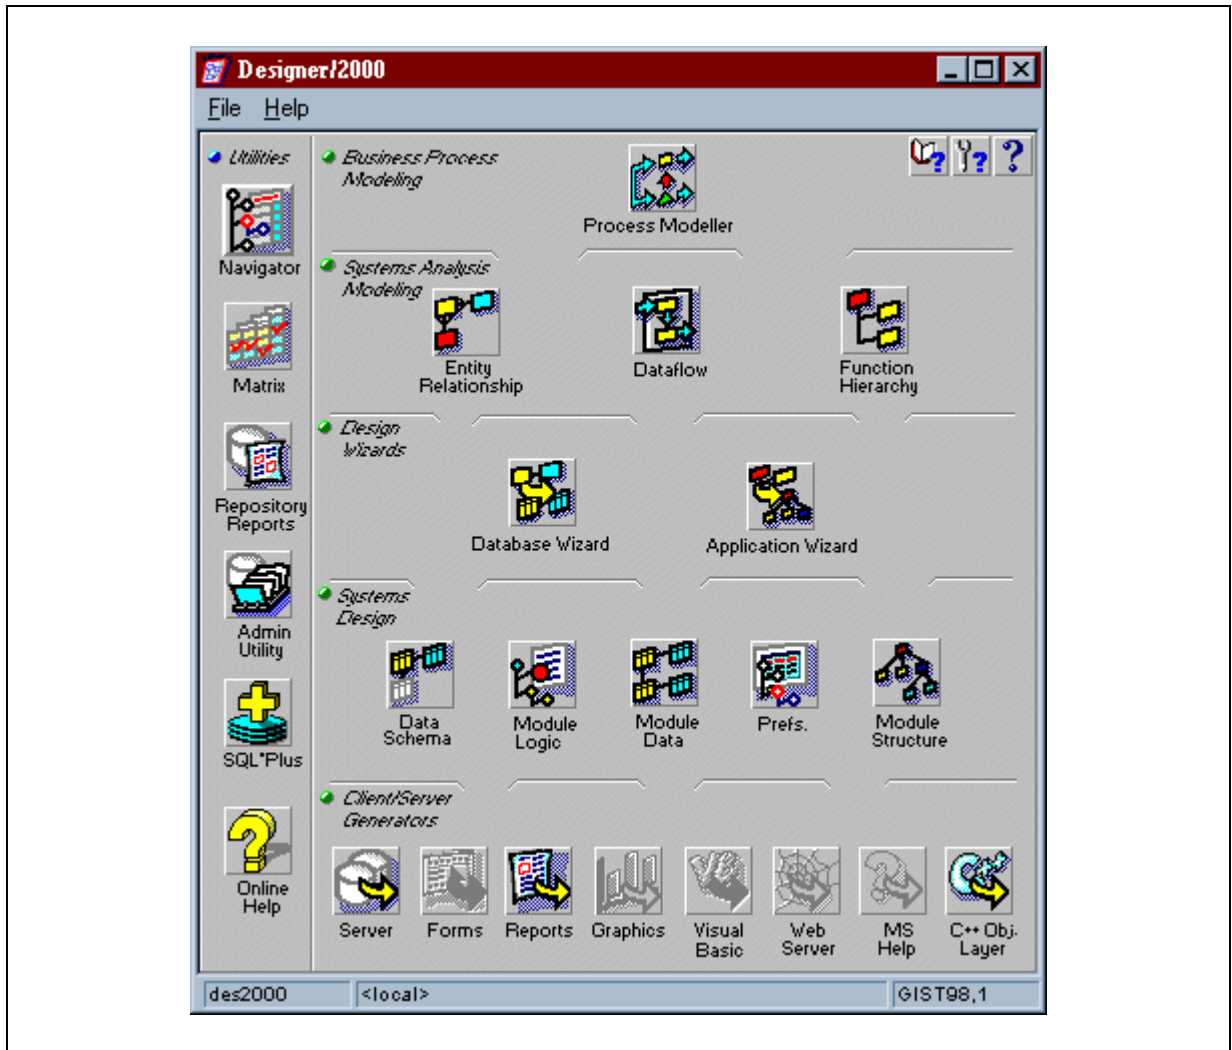 Designer/2000
File Help
Utilities
Navigator
Matrix
Repository
Reports
Admin
Utility
SQL*Plus
Online
Help
Business Process
Modeling
Process Modeller
Systems Analysis
Modeling
Entity
Relationship
Dataflow
Function
Hierarchy
Design
Wizards
Database Wizard
Application Wizard
Systems
Design
Data
Schema
Module
Logic
Module
Data
Prefs.
Module
Structure
Client/Server
Generators
Server
Forms
Reports
Graphics
Visual
Basic
Web
Server
MS
Help
C++ Obj.
Layer
des2000
<local>
GIST98,1